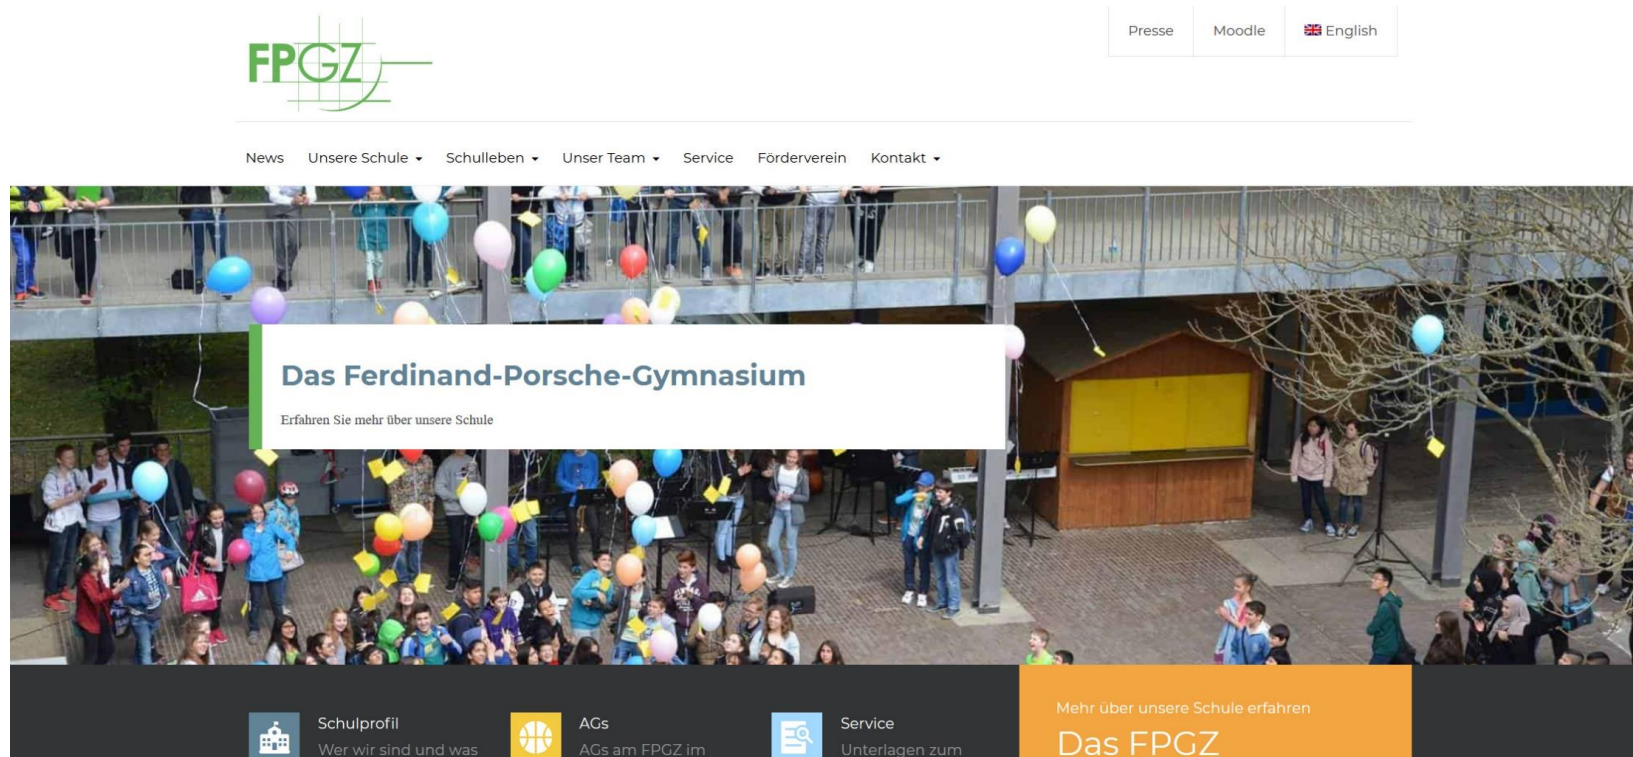 FPGZ
Presse
Moodle
English
News
Unsere Schule
Schulleben
Unser Team
Service
Förderverein
Kontakt
Das Ferdinand-Porsche-Gymnasium
Erfahren Sie mehr über unsere Schule
Schulprofil
Wer wir sind und was
AGs
AGs am FPGZ im
Service
Unterlagen zum
Mehr über unsere Schule erfahren
Das FPGZ